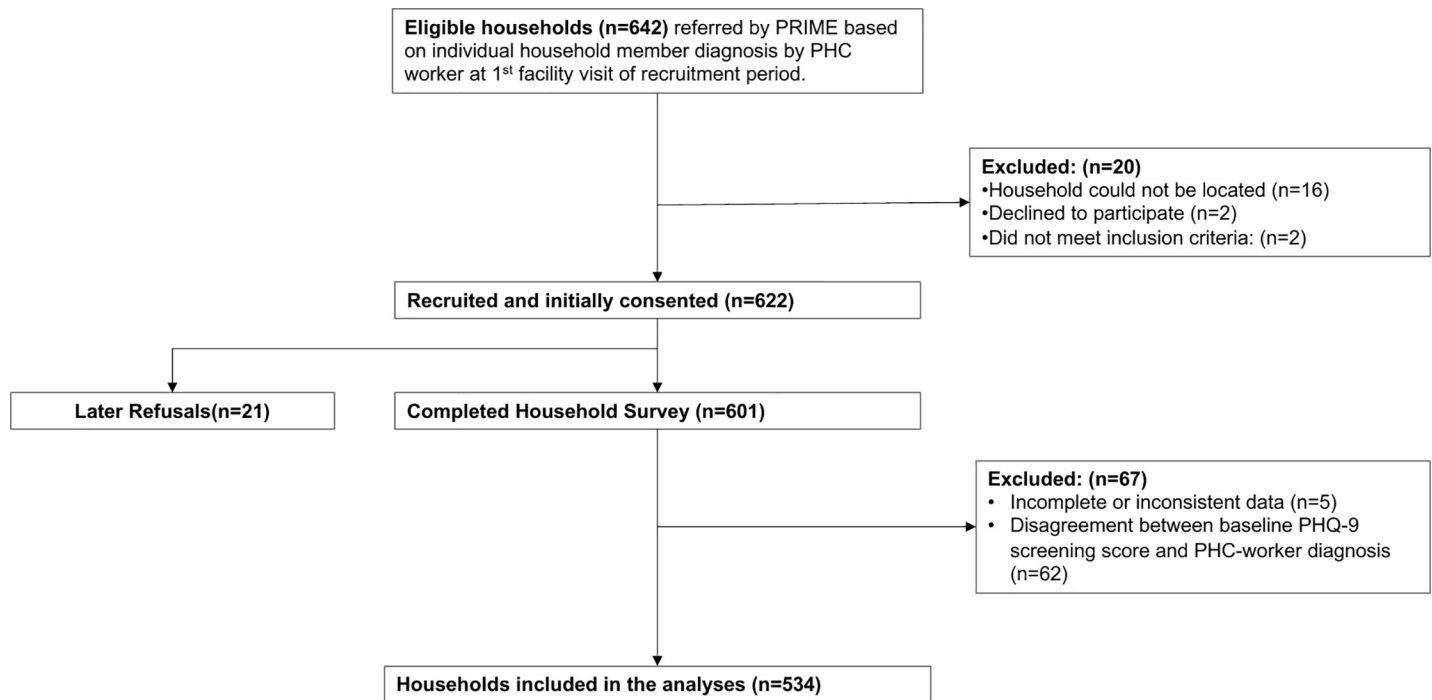 Eligible households (n=642) referred by PRIME based
on individual household member diagnosis by PHC
worker at 1st facility visit of recruitment period.
Excluded: (n=20)
•Household could not be located (n=16)
•Declined to participate (n=2)
•Did not meet inclusion criteria: (n=2)
Recruited and initially consented (n=622)
Later Refusals(n=21)
Completed Household Survey (n=601)
Excluded: (n=67)
• Incomplete or inconsistent data (n=5)
• Disagreement between baseline PHQ-9
screening score and PHC-worker diagnosis
(n=62)
Households included in the analyses (n=534)